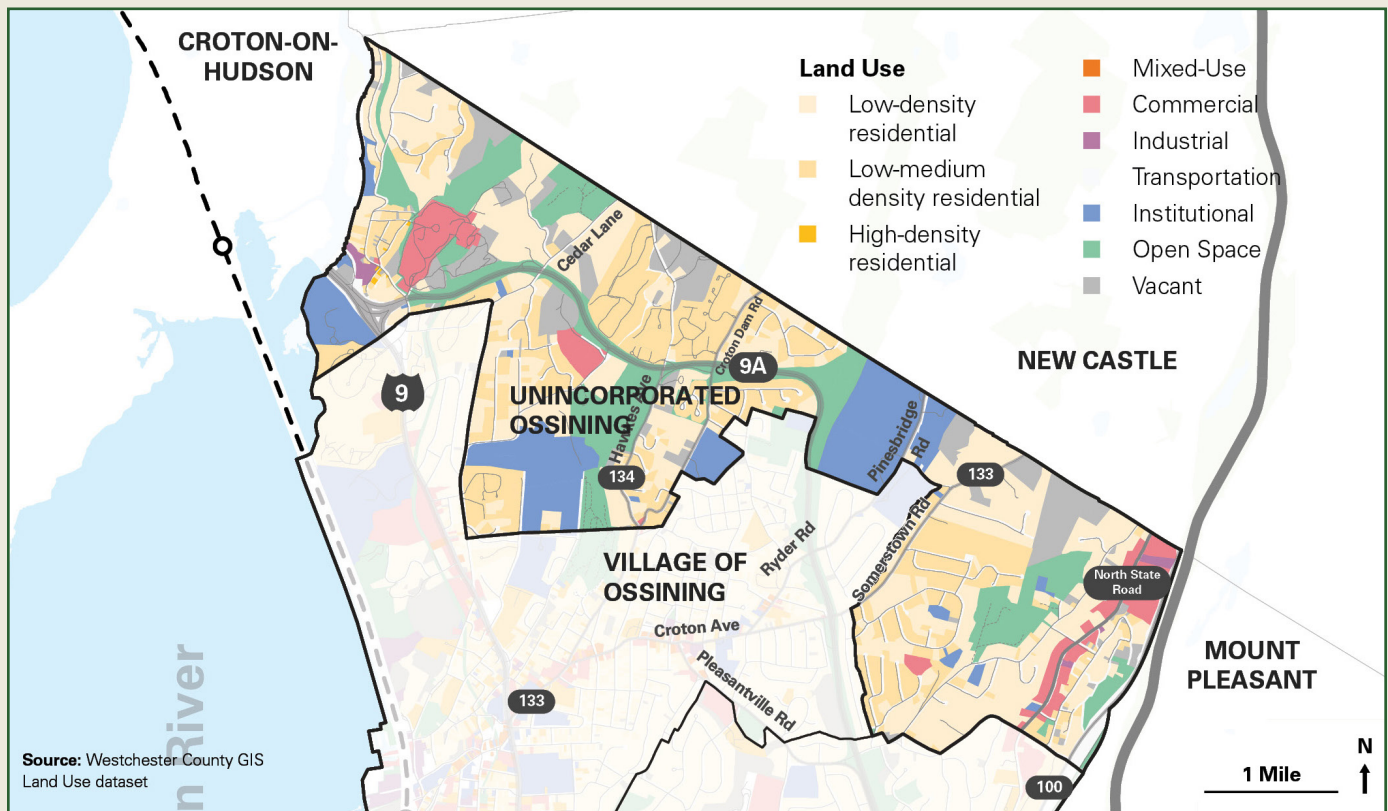 CROTON-ON-
HUDSON
Land Use
Low-density
residential
Low-medium
density residential
High-density
residential
Mixed-Use
Commercial
Industrial
Transportation
Institutional
Open Space
Vacant
Cedar Lane
Croton Dam Rd
9A
NEW CASTLE
9
UNINCORPORATED
OSSINING
Hawkes Ave
134
Pinesbridge
Rd
133
Somerstown Rd
Ryder Rd
VILLAGE OF
OSSINING
North State
Road
Croton Ave
Pleasantville Rd
MOUNT
PLEASANT
133
n River
Source: Westchester County GIS
Land Use dataset
100
1 Mile
N